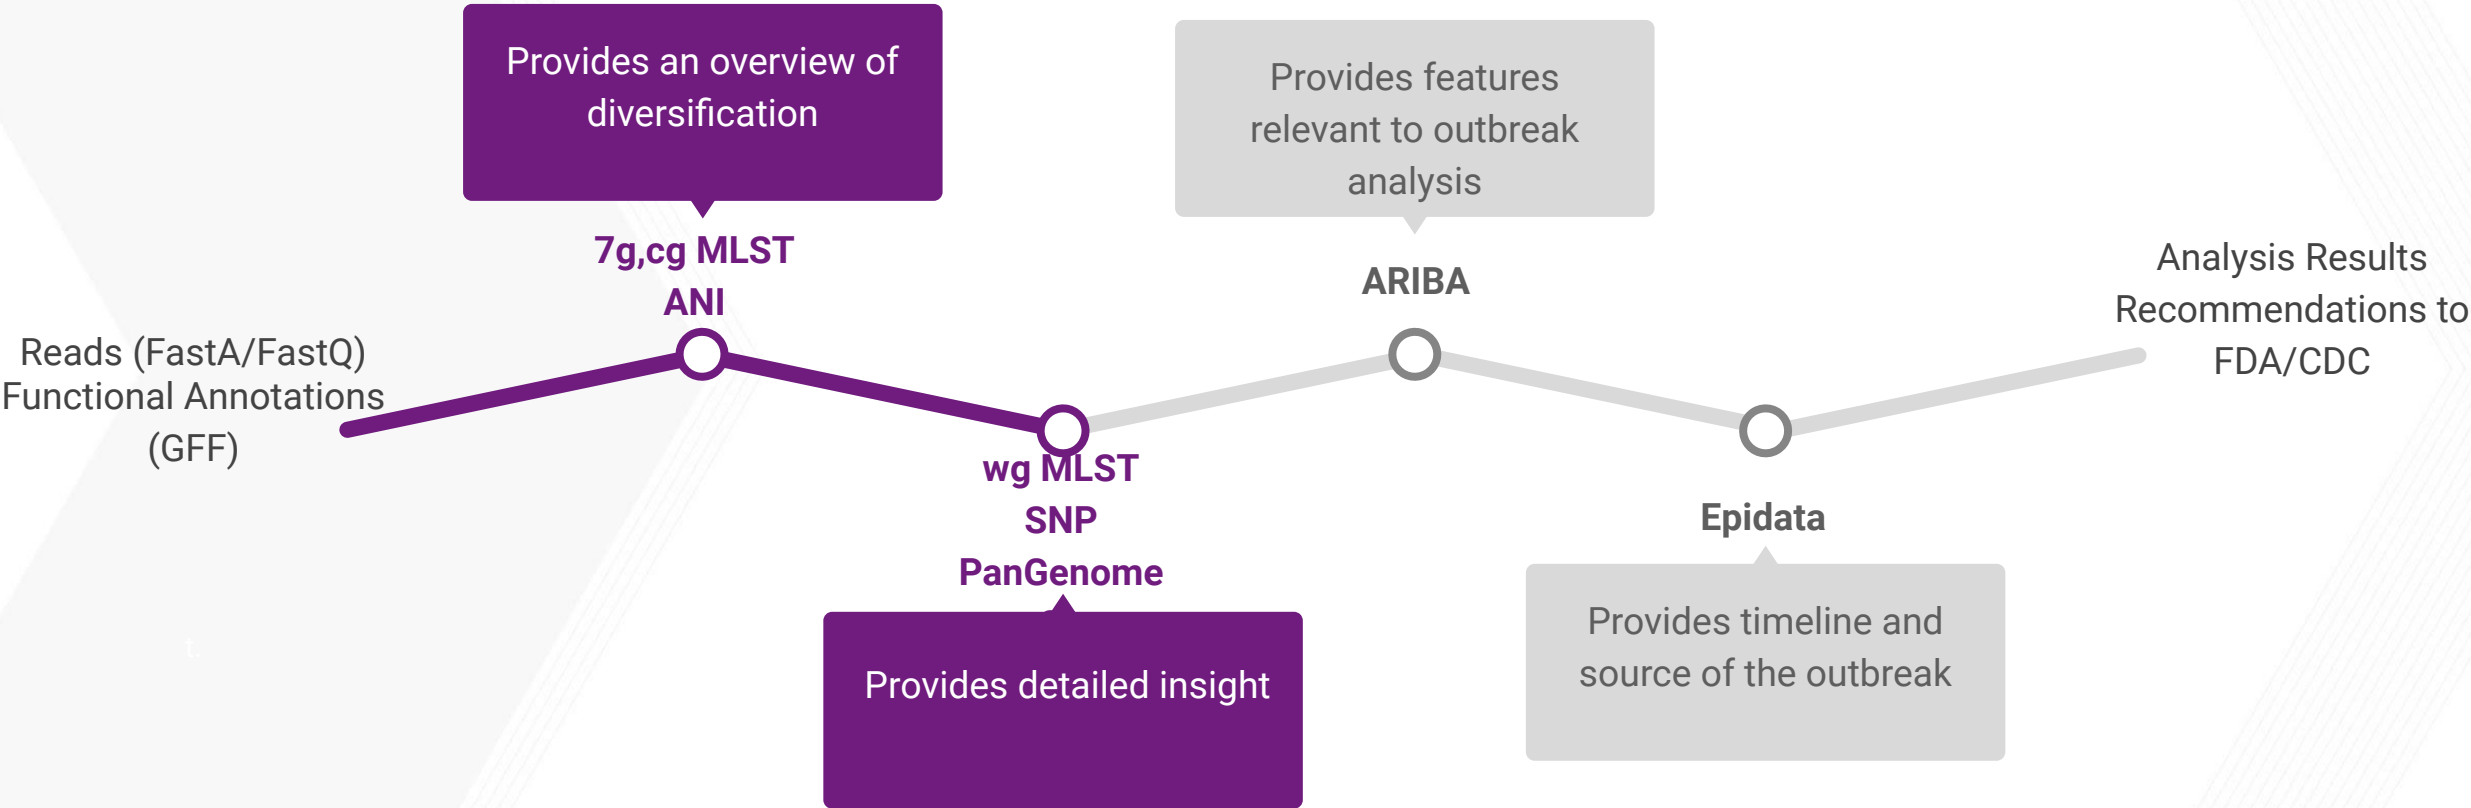 Provides an overview of
diversification
Provides features
relevant to outbreak
analysis
7g,cg MLST
ANI
ARIBA
Analysis Results
Recommendations to
FDA/CDC
Reads (FastA/FastQ)
Functional Annotations
(GFF)
wg MLST
SNP
PanGenome
Epidata
Provides detailed insight
Provides timeline and
source of the outbreak
t.